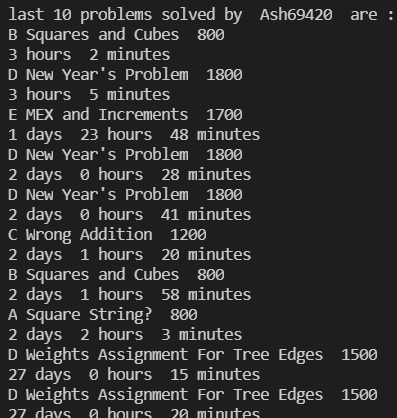 last 10 problems solved by  Ash69420  are :
B Squares and Cubes  800
3 hours  2 minutes
D New Year's Problem  1800
3 hours  5 minutes
E MEX and Increments  1700
1 days  23 hours  48 minutes
D New Year's Problem  1800
2 days  0 hours  28 minutes
D New Year's Problem  1800
2 days  0 hours  41 minutes
C Wrong Addition  1200
2 days  1 hours  20 minutes
B Squares and Cubes  800
2 days  1 hours  58 minutes
A Square String?  800
2 days  2 hours  3 minutes
D Weights Assignment For Tree Edges  1500
27 days  0 hours  15 minutes
D Weights Assignment For Tree Edges  1500
27 days  0 hours  20 minutes